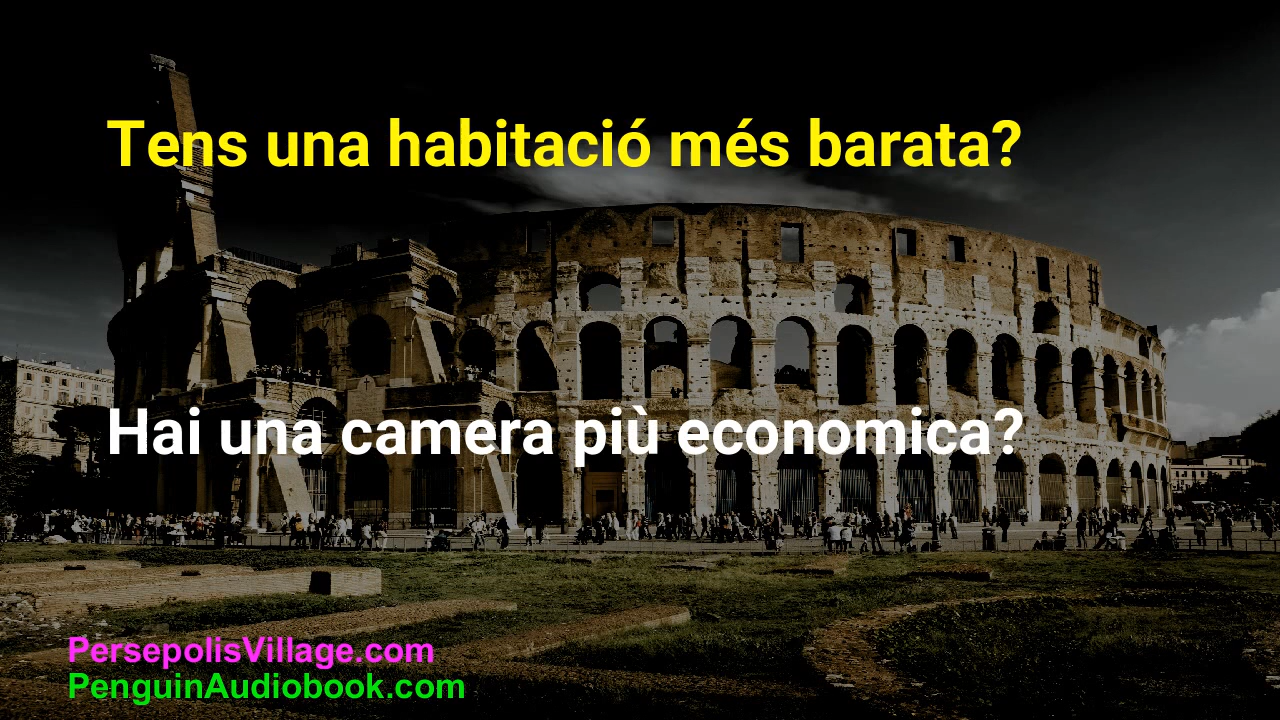 Tens una habitació més barata?
Hai una camera più economica?
PersepolisVillage.com
PenguinAudiobook.com